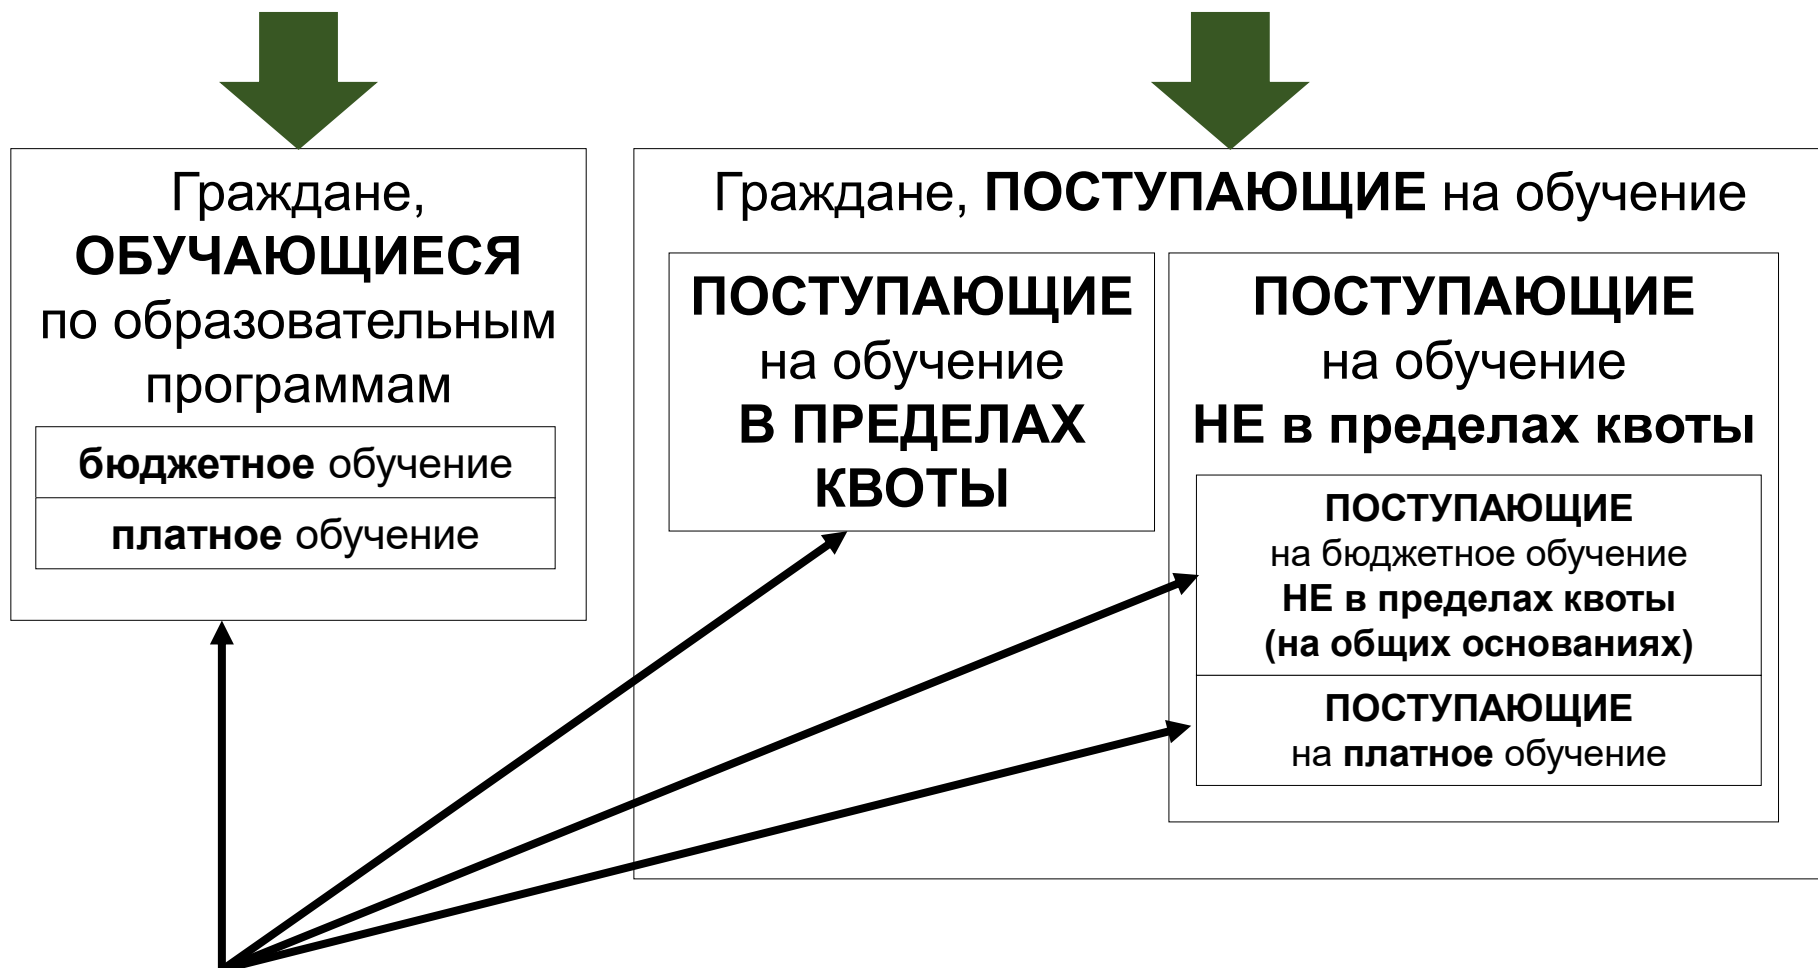 Граждане,
ОБУЧАЮЩИЕСЯ
по образовательным
программам
бюджетное обучение
платное обучение
Граждане, ПОСТУПАЮЩИЕ на обучение
ПОСТУПАЮЩИЕ
на обучение
В ПРЕДЕЛАХ
КВОТЫ
ПОСТУПАЮЩИЕ
на обучение
НЕ в пределах квоты
ПОСТУПАЮЩИЕ
на бюджетное обучение
НЕ в пределах квоты
(на общих основаниях)
ПОСТУПАЮЩИЕ
на платное обучение